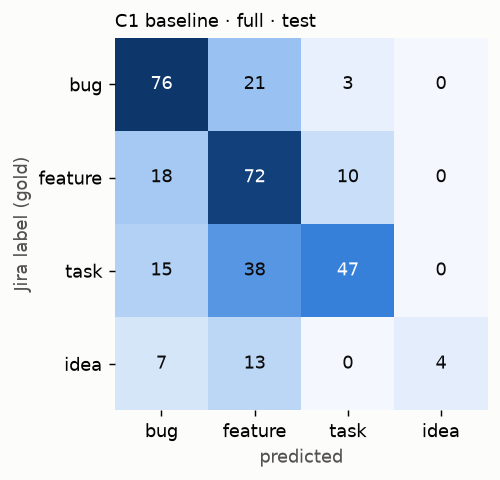 C1 baseline · full · test
Jira label (gold)
bug 76 21 3 0
feature 18 72 10 0
task 15 38 47 0
idea 7 13 0 4
bug feature task idea
predicted